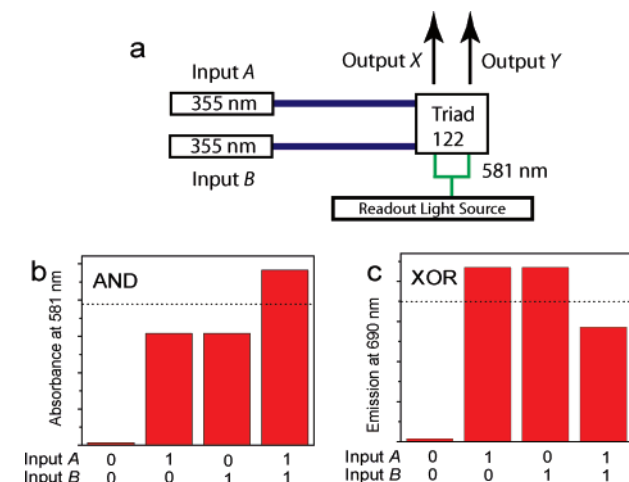 a
Input A
355 nm
355 nm
Input B
Output X
Output Y
Triad
122
581 nm
Readout Light Source
b
AND
Absorbance at 581 nm
Input A 0 1 0 1
Input B 0 0 1 1
c
XOR
Emission at 690 nm
Input A 0 1 0 1
Input B 0 0 1 1